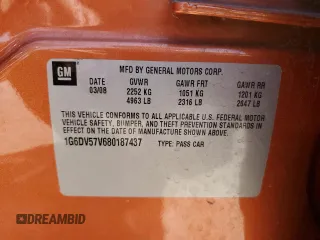 GM
MFD BY GENERAL MOTORS CORP.
DATE GVWR GAWR FRT GAWR RR
03/08 2252 KG 1051 KG 1201 KG
4963 LB 2316 LB 2647 LB
THIS VEHICLE CONFORMS TO ALL APPLICABLE U.S. FEDERAL MOTOR
VEHICLE SAFETY, BUMPER, AND THEFT PREVENTION STANDARDS IN
EFFECT ON THE DATE OF MANUFACTURE SHOWN ABOVE.
1G6DV57V680187437 TYPE: PASS CAR
DREAMBID